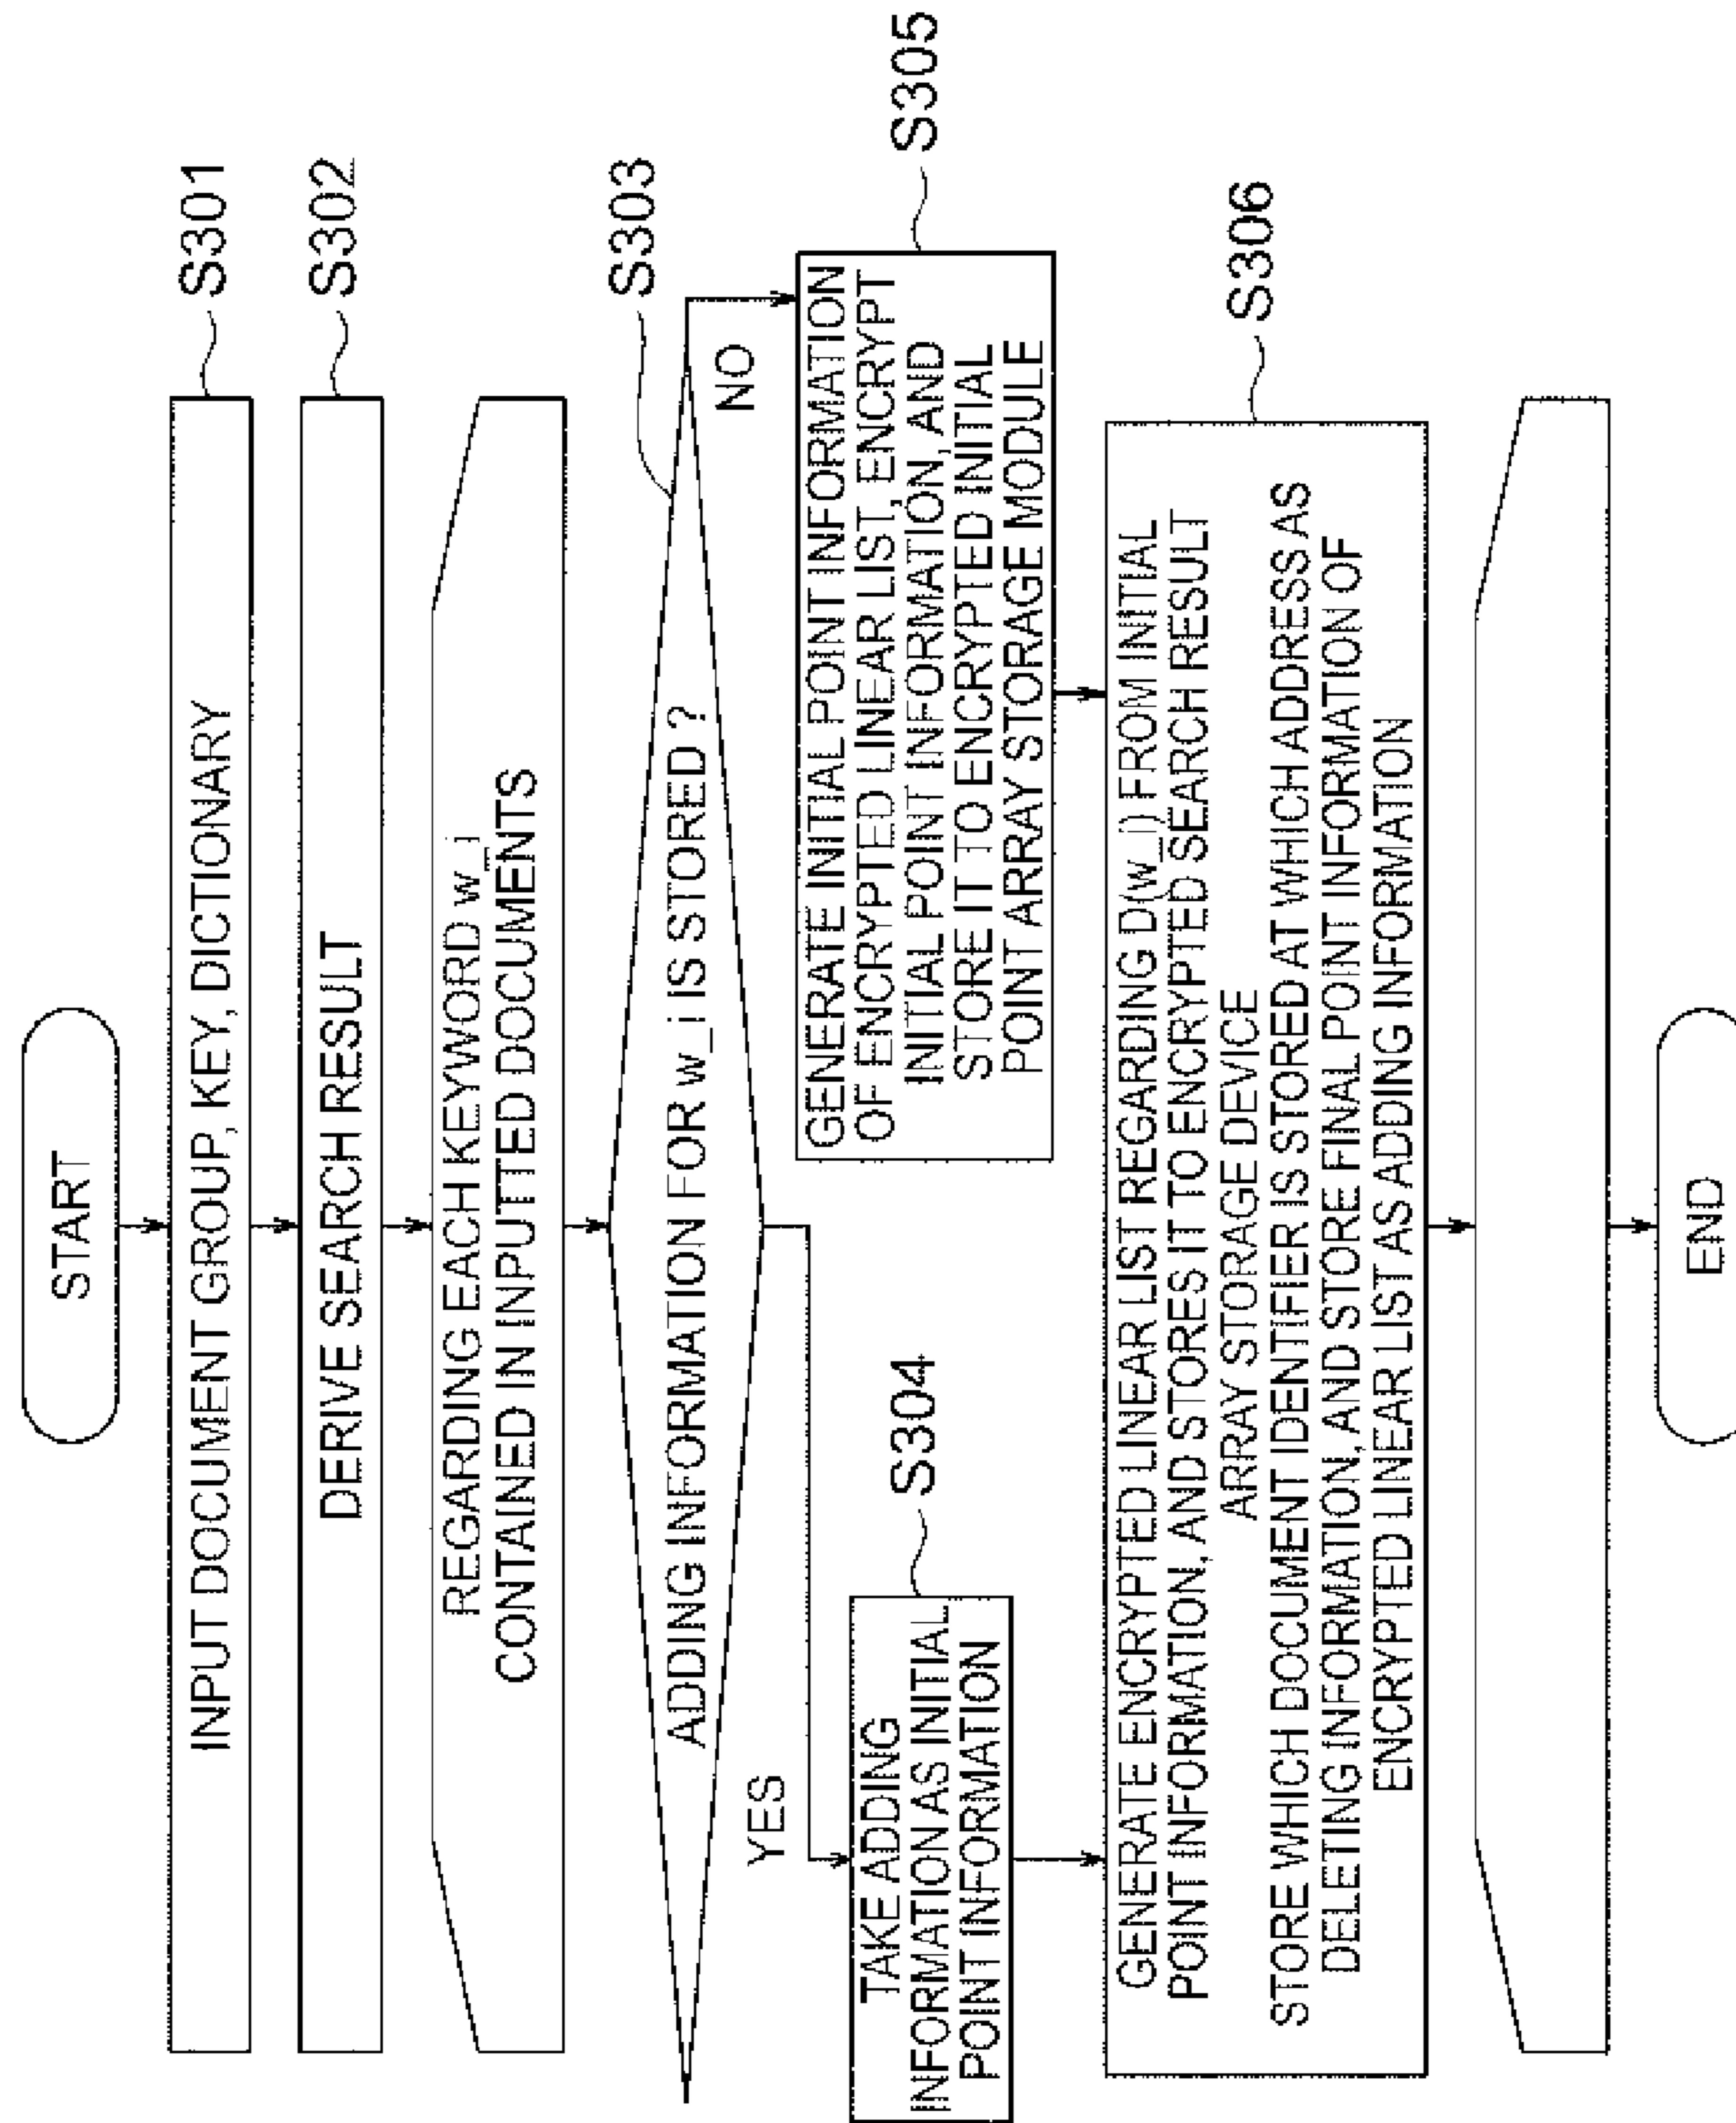 START
INPUT DOCUMENT GROUP, KEY, DICTIONARY
S301
DERIVE SEARCH RESULT
S302
REGARDING EACH KEYWORD w_i
CONTAINED IN INPUTTED DOCUMENTS
ADDING INFORMATION FOR w_i IS STORED ?
S303
YES
NO
TAKE ADDING
INFORMATION AS INITIAL
POINT INFORMATION
S304
GENERATE INITIAL POINT INFORMATION
OF ENCRYPTED LINEAR LIST, ENCRYPT
INITIAL POINT INFORMATION, AND
STORE IT TO ENCRYPTED INITIAL
POINT ARRAY STORAGE MODULE
S305
GENERATE ENCRYPTED LINEAR LIST REGARDING D(w_i) FROM INITIAL
POINT INFORMATION, AND STORES IT TO ENCRYPTED SEARCH RESULT
ARRAY STORAGE DEVICE
STORE WHICH DOCUMENT IDENTIFIER IS STORED AT WHICH ADDRESS AS
DELETING INFORMATION, AND STORE FINAL POINT INFORMATION OF
ENCRYPTED LINEAR LIST AS ADDING INFORMATION
S306
END